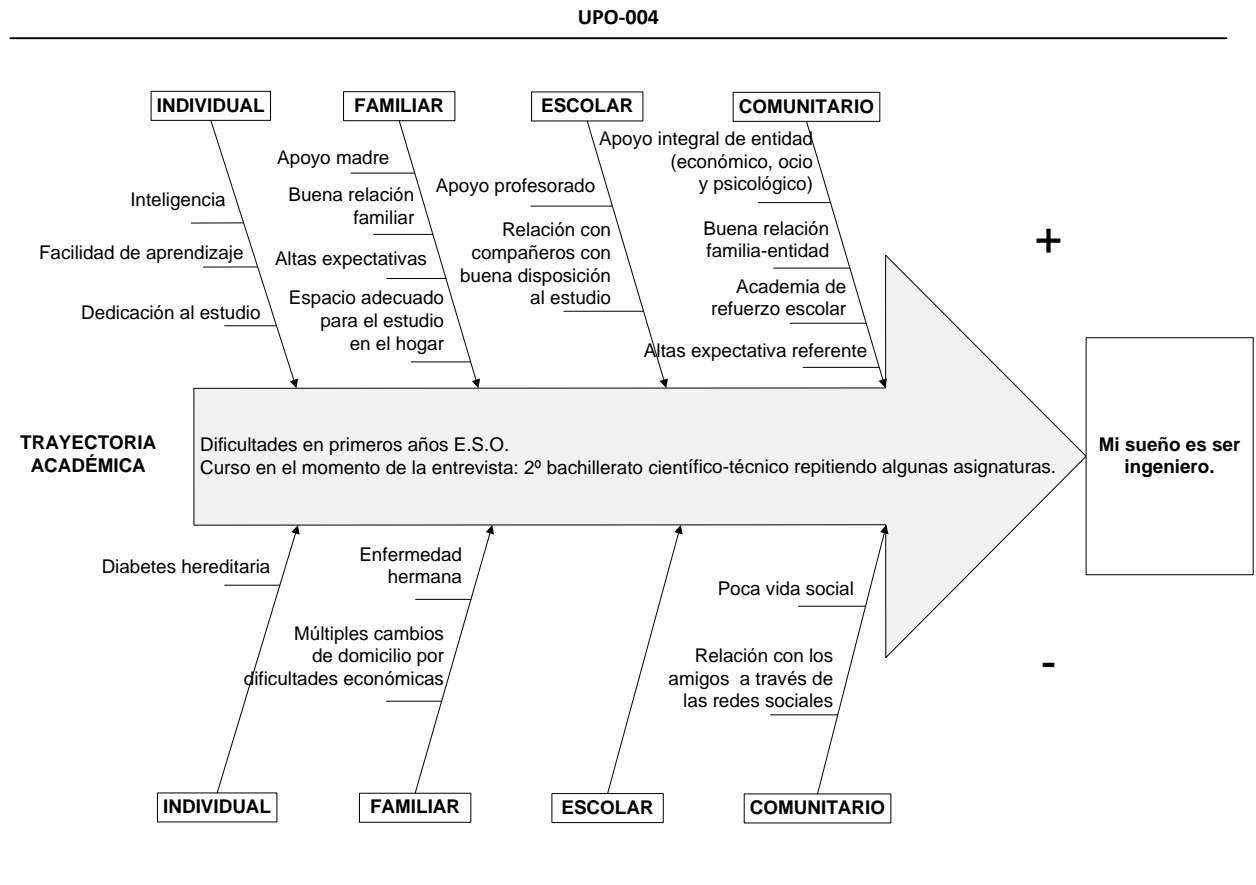 UPO-004
INDIVIDUAL
FAMILIAR
ESCOLAR
COMUNITARIO
Inteligencia
Facilidad de aprendizaje
Dedicación al estudio
Apoyo madre
Buena relación
familiar
Altas expectativas
Espacio adecuado
para el estudio
en el hogar
Apoyo profesorado
Relación con
compañeros con
buena disposición
al estudio
Apoyo integral de entidad
(económico, ocio
y psicológico)
Buena relación
familia-entidad
Academia de
refuerzo escolar
Altas expectativa referente
+
TRAYECTORIA
ACADÉMICA
Dificultades en primeros años E.S.O.
Curso en el momento de la entrevista: 2º bachillerato científico-técnico repitiendo algunas asignaturas.
Mi sueño es ser
ingeniero.
Diabetes hereditaria
Enfermedad
hermana
Múltiples cambios
de domicilio por
dificultades económicas
Poca vida social
Relación con los
amigos  a través de
las redes sociales
-
INDIVIDUAL
FAMILIAR
ESCOLAR
COMUNITARIO